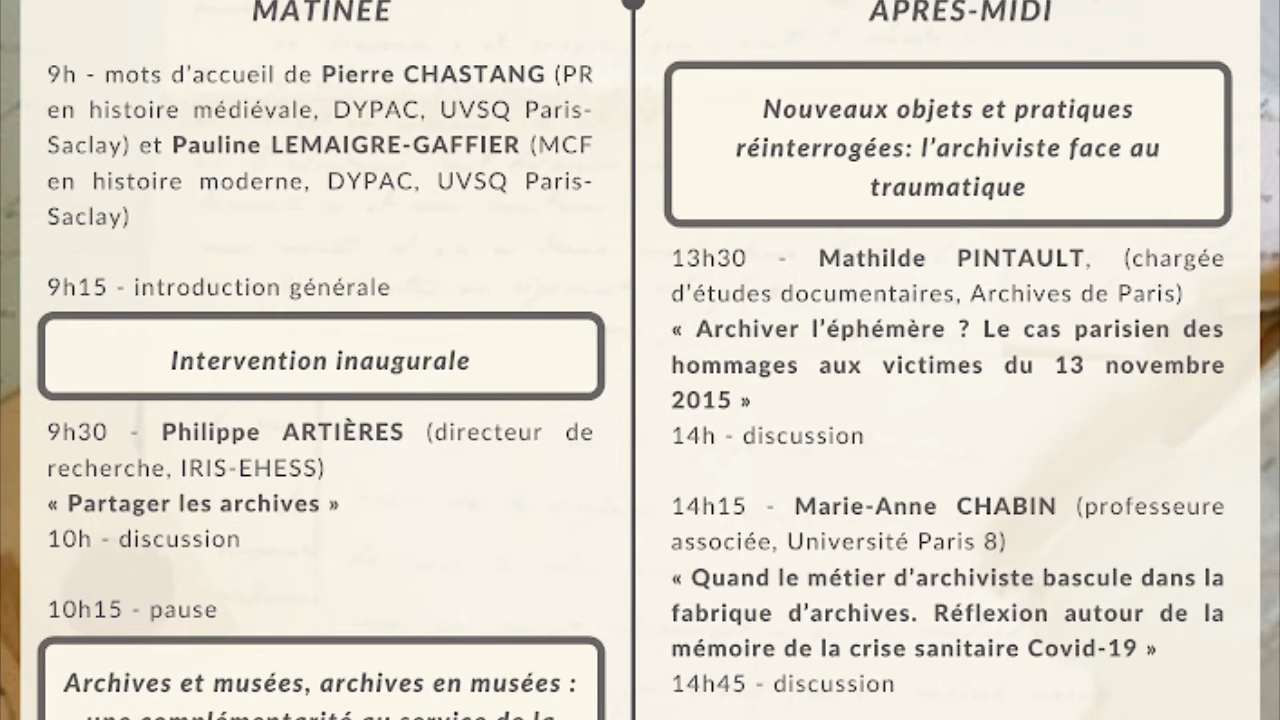 MATINÉE
9h - mots d'accueil de Pierre CHASTANG (PR
en histoire médiévale, DYPAC, UVSQ Paris-
Saclay) et Pauline LEMAIGRE-GAFFIER (MCF
en histoire moderne, DYPAC, UVSQ Paris-
Saclay)
9h15 - introduction générale
Intervention inaugurale
9h30 - Philippe ARTIÈRES (directeur de
recherche, IRIS-EHESS)
« Partager les archives »
10h - discussion
10h15 - pause
Archives et musées, archives en musées :
une complémentarité au service de la
APRÈS-MIDI
Nouveaux objets et pratiques
réinterrogées: l'archiviste face au
traumatique
13h30 - Mathilde PINTAULT, (chargée
d'études documentaires, Archives de Paris)
« Archiver l'éphémère ? Le cas parisien des
hommages aux victimes du 13 novembre
2015 »
14h - discussion
14h15 - Marie-Anne CHABIN (professeure
associée, Université Paris 8)
« Quand le métier d'archiviste bascule dans la
fabrique d'archives. Réflexion autour de la
mémoire de la crise sanitaire Covid-19 »
14h45 - discussion